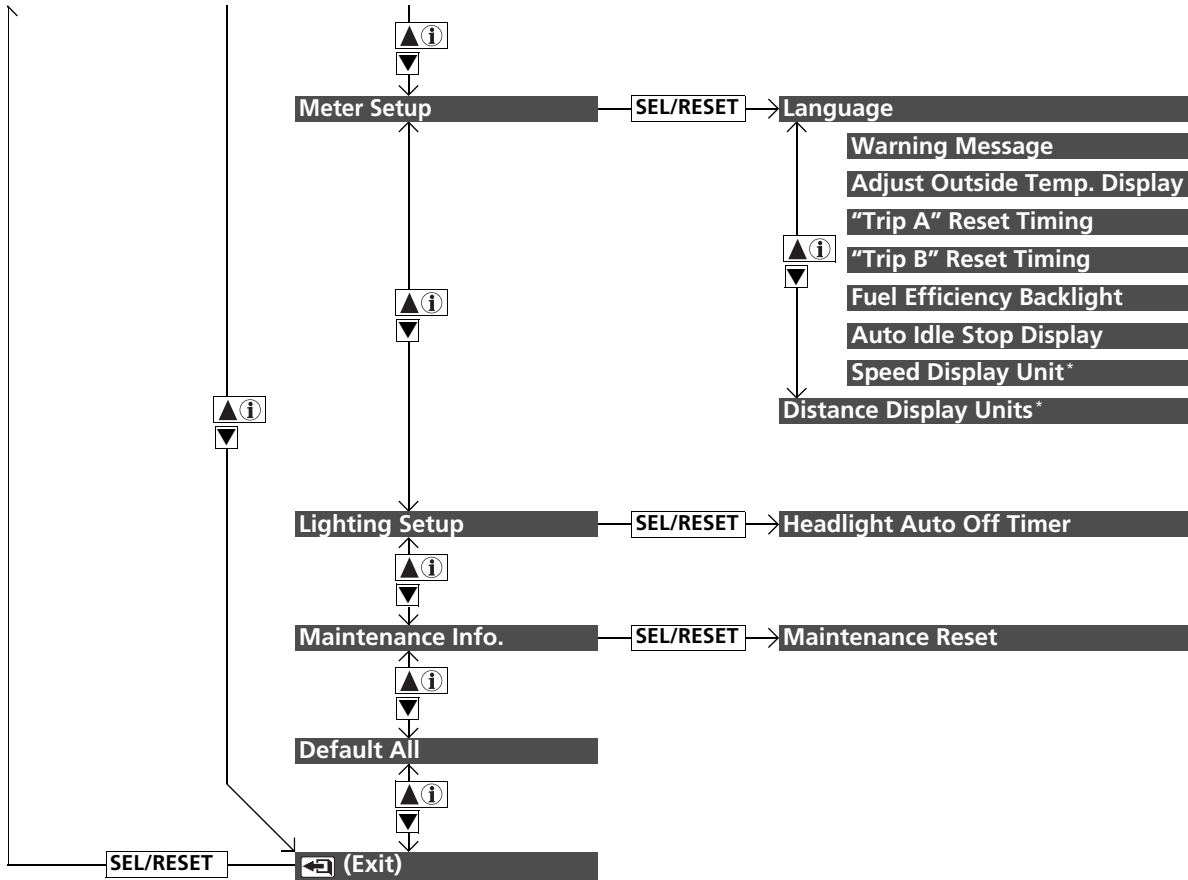 ▲ⓘ
▼
Meter Setup SEL/RESET Language
Warning Message
Adjust Outside Temp. Display
“Trip A” Reset Timing
▲ⓘ
▼
“Trip B” Reset Timing
Fuel Efficiency Backlight
▲ⓘ
▼
Auto Idle Stop Display
Speed Display Unit*
▲ⓘ
▼
Distance Display Units*
Lighting Setup SEL/RESET Headlight Auto Off Timer
▲ⓘ
▼
Maintenance Info. SEL/RESET Maintenance Reset
▲ⓘ
▼
Default All
▲ⓘ
▼
SEL/RESET (Exit)